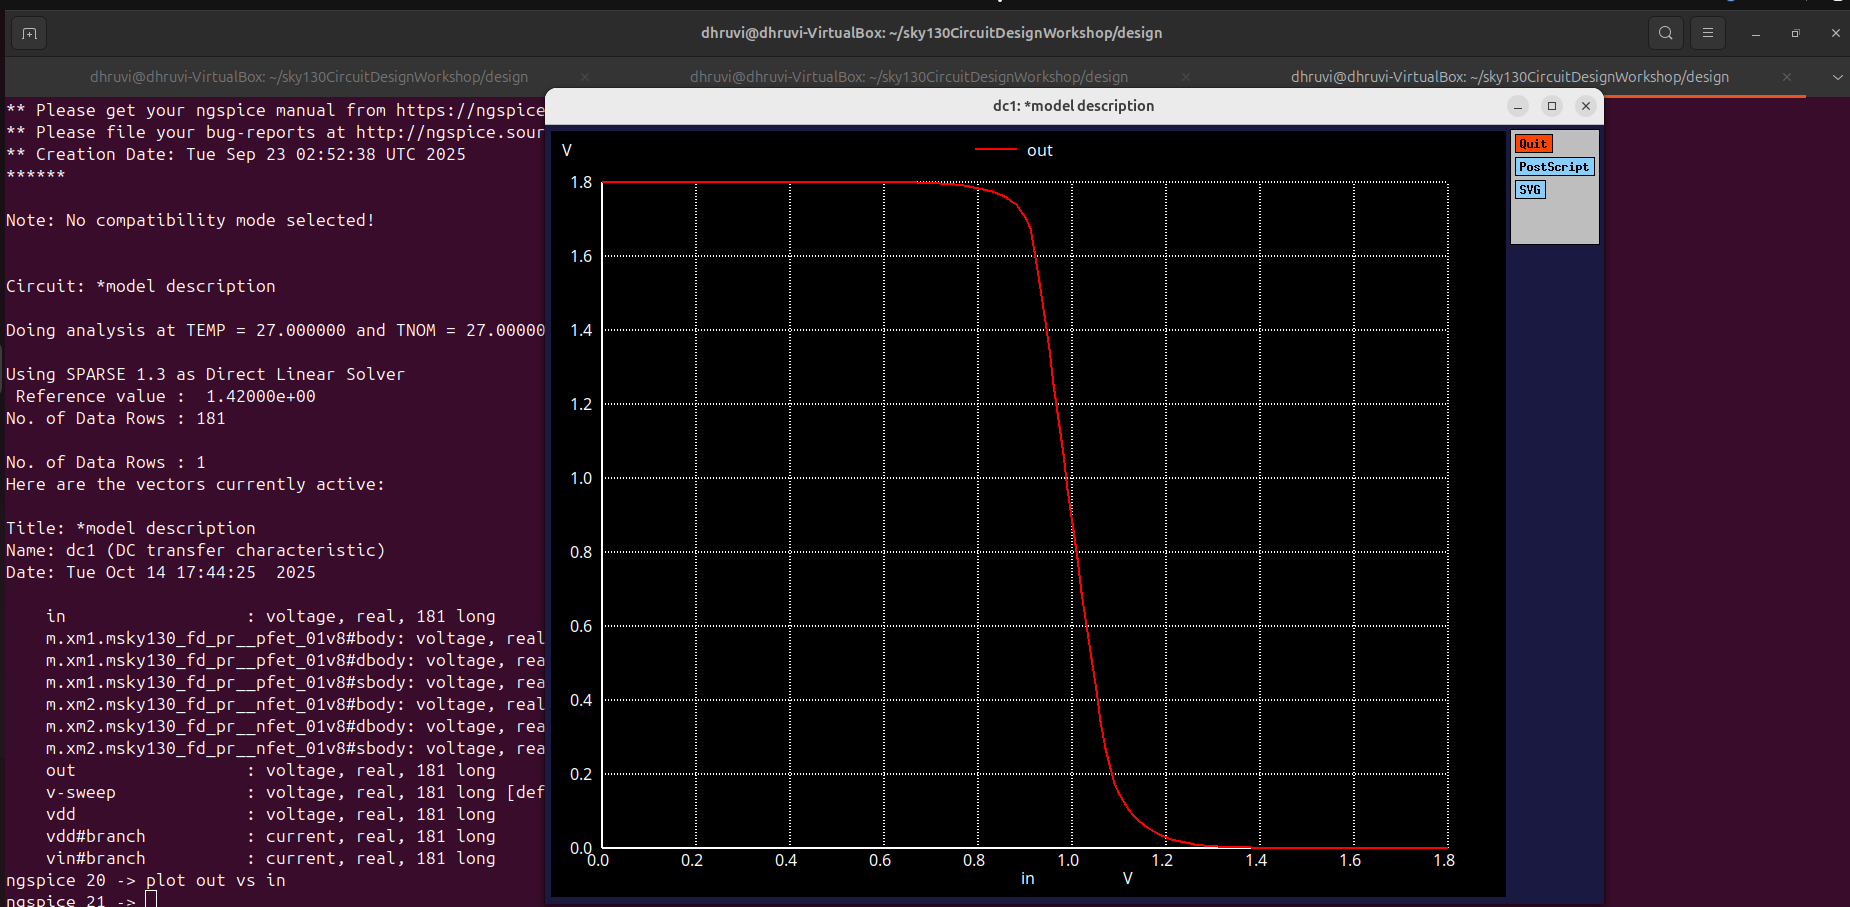 dhruvi@dhruvi-VirtualBox: ~/sky130CircuitDesignWorkshop/design
dhruvi@dhruvi-VirtualBox: ~/sky130CircuitDesignWorkshop/design
dhruvi@dhruvi-VirtualBox: ~/sky130CircuitDesignWorkshop/design
dhruvi@dhruvi-VirtualBox: ~/sky130CircuitDesignWorkshop/design
** Please get your ngspice manual from https://ngspice
** Please file your bug-reports at http://ngspice.sour
** Creation Date: Tue Sep 23 02:52:38 UTC 2025
******
Note: No compatibility mode selected!
Circuit: *model description
Doing analysis at TEMP = 27.000000 and TNOM = 27.00000
Using SPARSE 1.3 as Direct Linear Solver
Reference value :  1.42000e+00
No. of Data Rows : 181
No. of Data Rows : 1
Here are the vectors currently active:
Title: *model description
Name: dc1 (DC transfer characteristic)
Date: Tue Oct 14 17:44:25  2025
in : voltage, real, 181 long
m.xm1.msky130_fd_pr__pfet_01v8#body: voltage, real
m.xm1.msky130_fd_pr__pfet_01v8#dbody: voltage, rea
m.xm1.msky130_fd_pr__pfet_01v8#sbody: voltage, rea
m.xm2.msky130_fd_pr__nfet_01v8#body: voltage, real
m.xm2.msky130_fd_pr__nfet_01v8#dbody: voltage, rea
m.xm2.msky130_fd_pr__nfet_01v8#sbody: voltage, rea
out : voltage, real, 181 long
v-sweep : voltage, real, 181 long [def
vdd : voltage, real, 181 long
vdd#branch : current, real, 181 long
vin#branch : current, real, 181 long
ngspice 20 -> plot out vs in
ngspice 21 ->
dc1: *model description
V
out
Quit
PostScript
SVG
1.8
1.6
1.4
1.2
1.0
0.8
0.6
0.4
0.2
0.0
0.0 0.2 0.4 0.6 0.8 1.0 1.2 1.4 1.6 1.8
in V